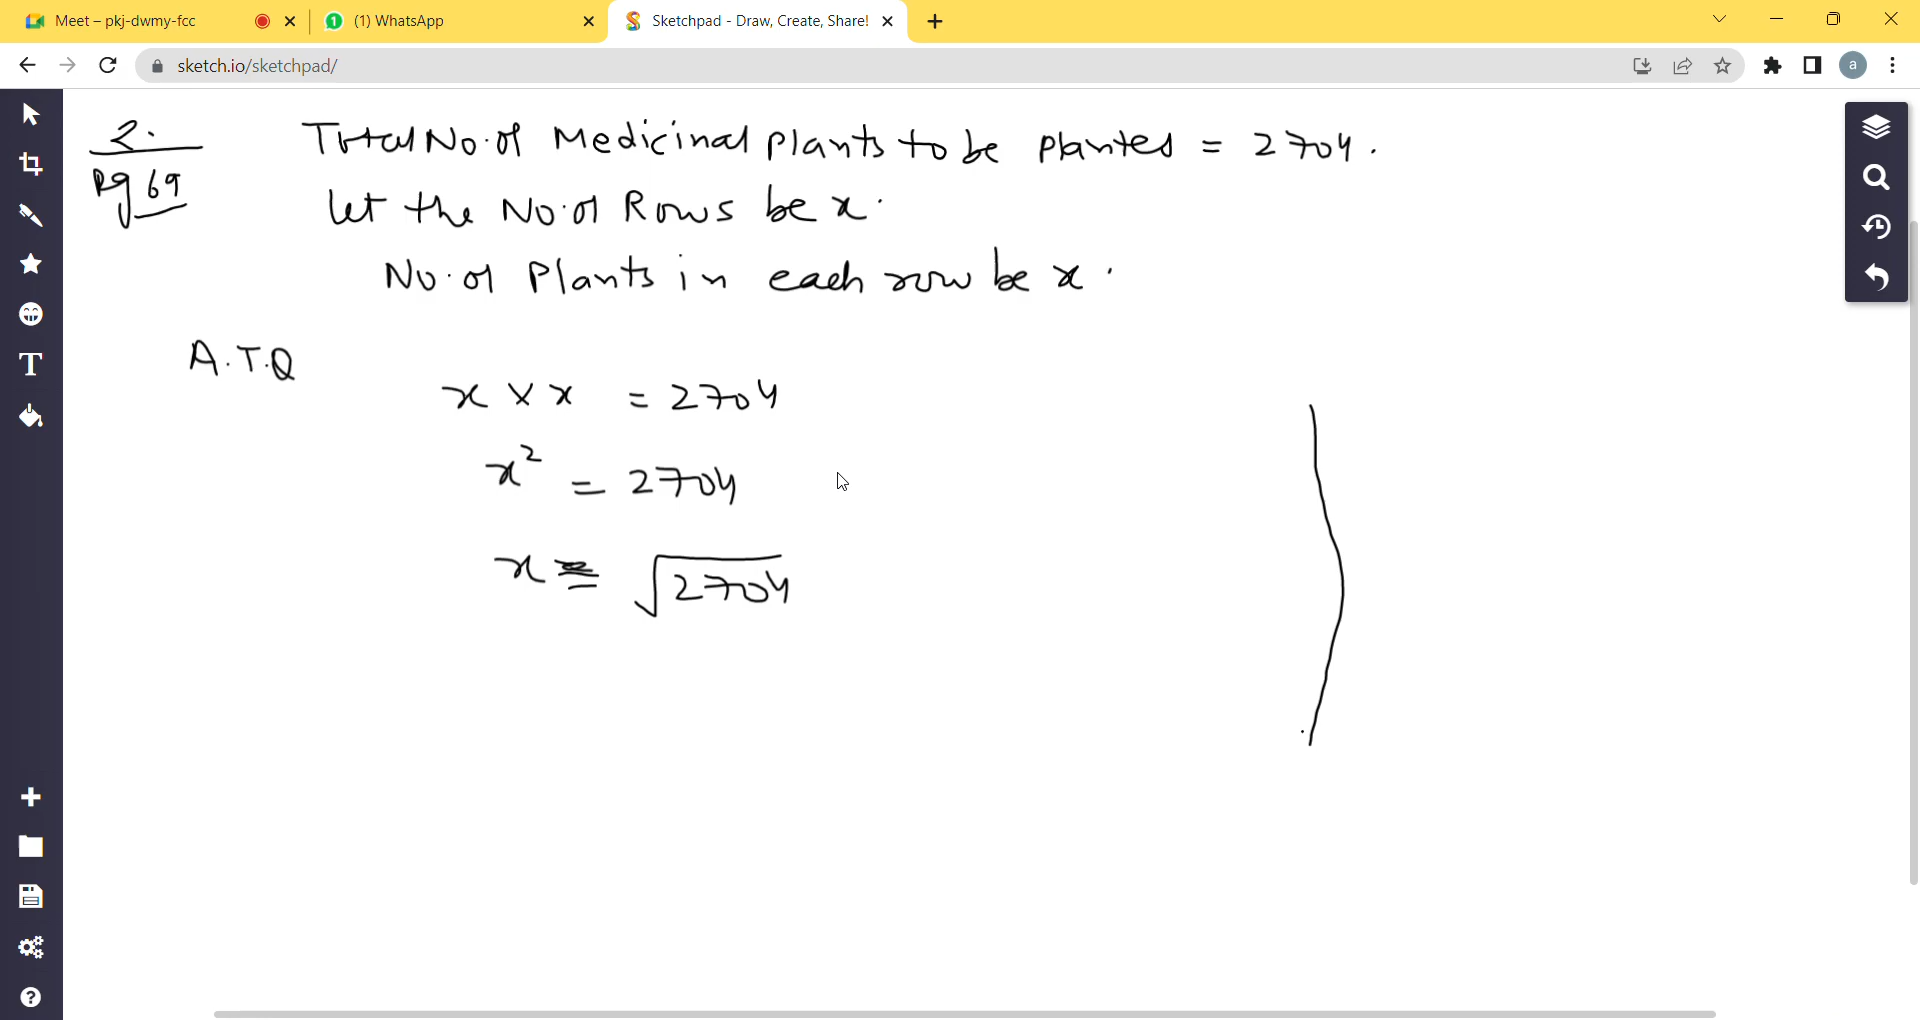 Meet – pkj-dwmy-fcc
(1) WhatsApp
Sketchpad - Draw, Create, Share!
sketch.io/sketchpad/
a
2.
Pg 69
Total No. of Medicinal Plants to be plantes = 2704.
Let the No. of Rows be x.
No. of Plants in each row be x.
A.T.Q
x × x = 2704
x² = 2704
x = √2704
T